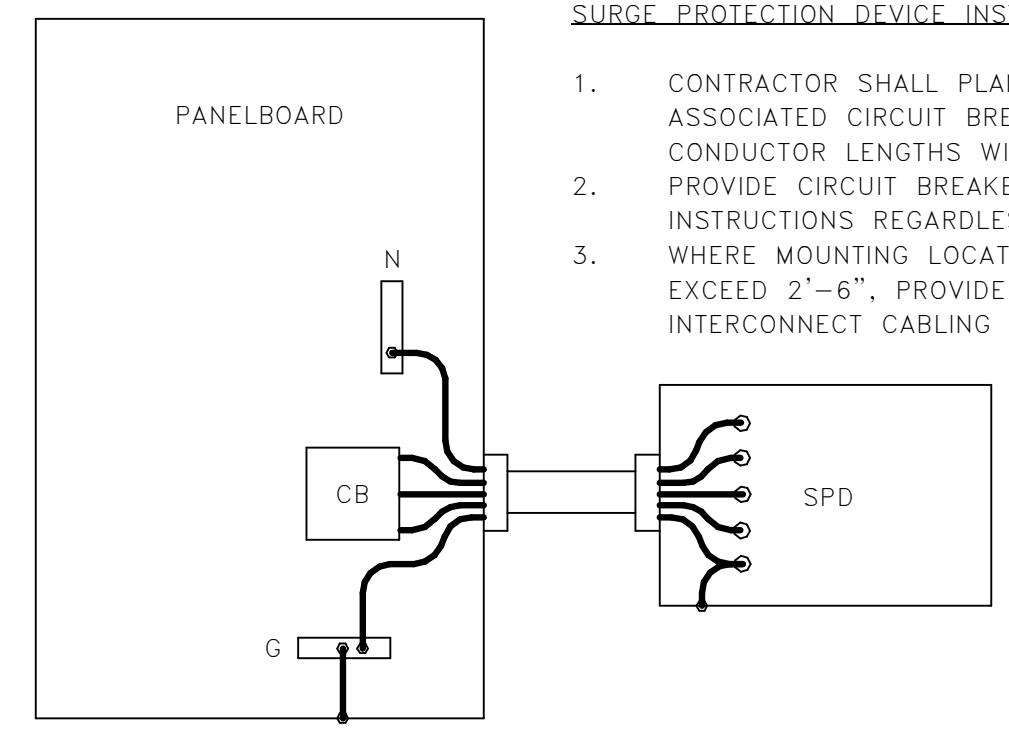 SURGE PROTECTION DEVICE
1. CONTRACTOR SHALL
ASSOCIATED CIRCUIT
CONDUCTOR LENGTHS
2. PROVIDE CIRCUIT
INSTRUCTIONS
3. WHERE MOUNTING
EXCEED 2'–6", PROVIDE
INTERCONNECT CABLING
PANELBOARD
N
CB
SPD
G